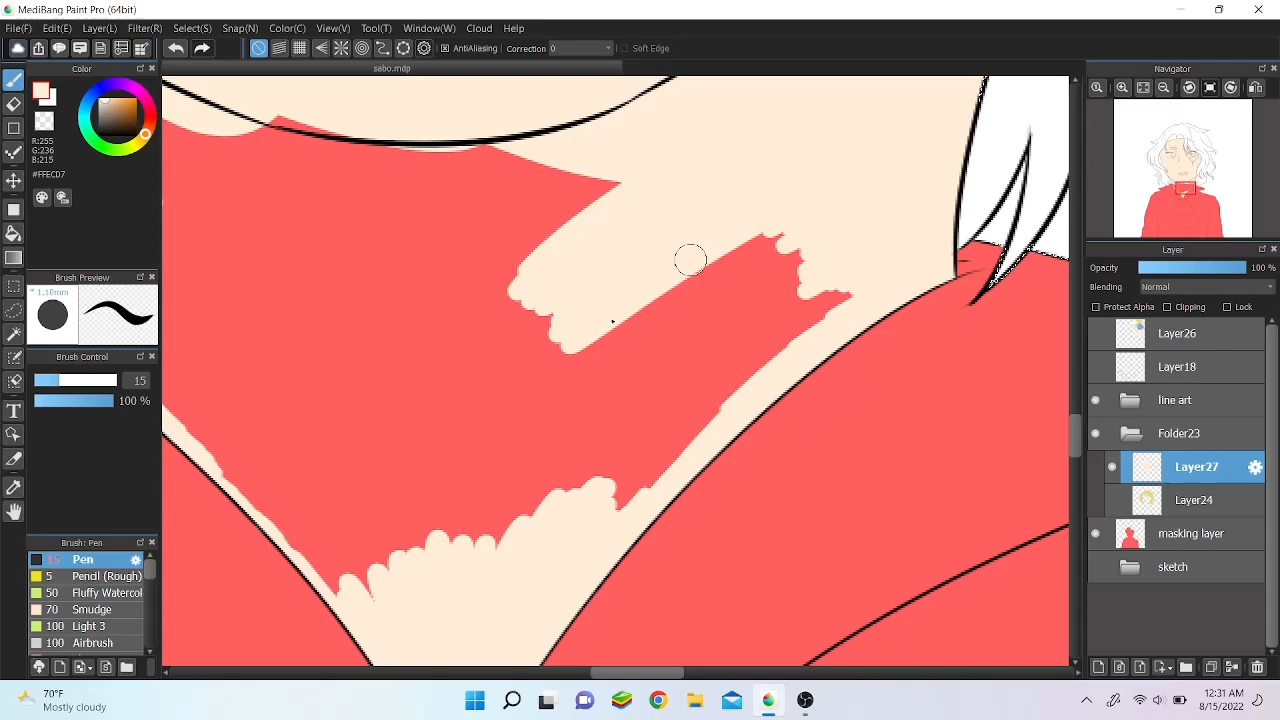 MediBang Paint Pro (64bit)
File(F) Edit(E) Layer(L) Filter(R) Select(S) Snap(N) Color(C) View(V) Tool(T) Window(W) Cloud Help
AntiAliasing Correction 0 Soft Edge
Color
sabo.mdp
Navigator
R:255
G:236
B:215
#FFECD7
Brush Preview
1.10mm
Brush Control
15
100 %
T
Layer
Opacity 100 %
Blending Normal
Protect Alpha Clipping Lock
Layer26
Layer18
line art
Folder23
Layer27
Layer24
masking layer
sketch
Brush: Pen
15 Pen
5 Pencil (Rough)
50 Fluffy Watercol
70 Smudge
100 Light 3
100 Airbrush
70°F
Mostly cloudy
12:31 AM
8/15/2022